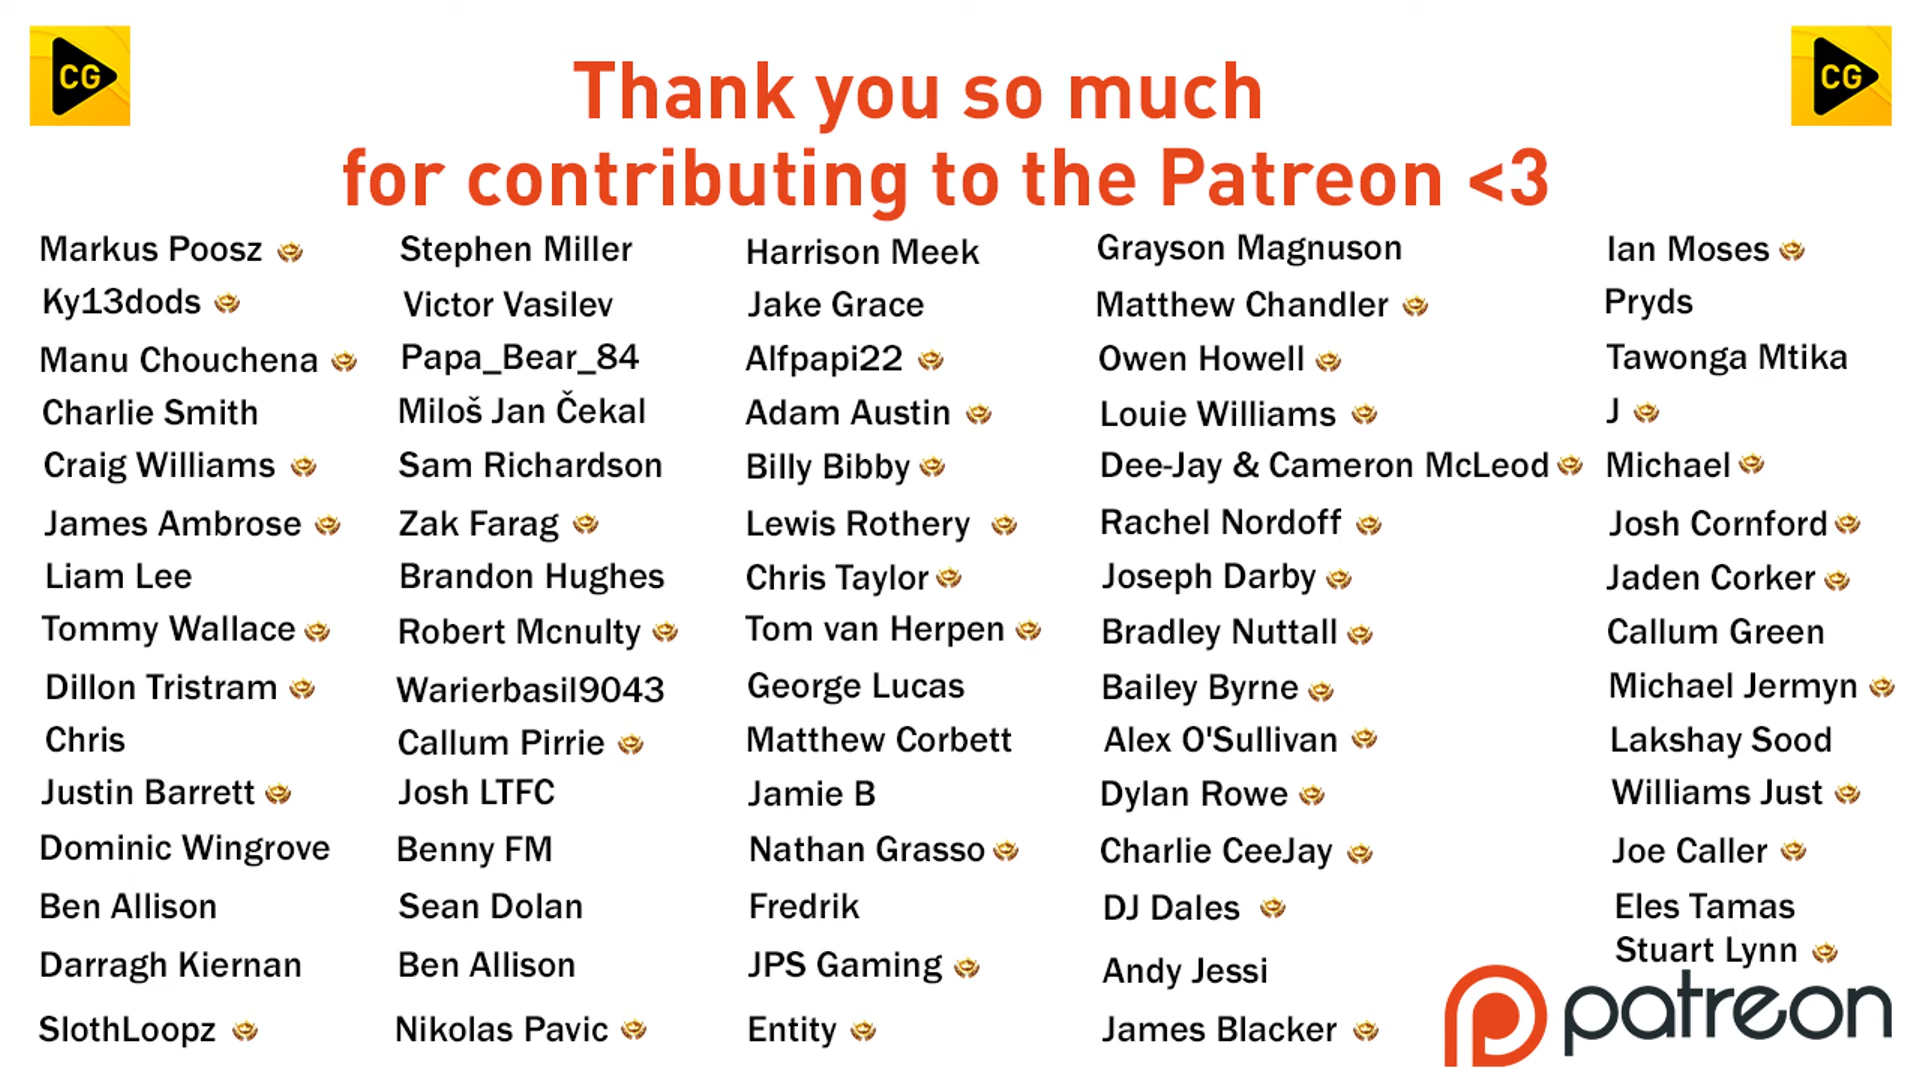 CG
CG
Thank you so much
for contributing to the Patreon <3
Markus Poosz
Ky13dods
Manu Chouchena
Charlie Smith
Craig Williams
James Ambrose
Liam Lee
Tommy Wallace
Dillon Tristram
Chris
Justin Barrett
Dominic Wingrove
Ben Allison
Darragh Kiernan
SlothLoopz
Stephen Miller
Victor Vasilev
Papa_Bear_84
Miloš Jan Čekal
Sam Richardson
Zak Farag
Brandon Hughes
Robert Mcnulty
Warierbasil9043
Callum Pirrie
Josh LTFC
Benny FM
Sean Dolan
Ben Allison
Nikolas Pavic
Harrison Meek
Jake Grace
Alfpapi22
Adam Austin
Billy Bibby
Lewis Rothery
Chris Taylor
Tom van Herpen
George Lucas
Matthew Corbett
Jamie B
Nathan Grasso
Fredrik
JPS Gaming
Entity
Grayson Magnuson
Matthew Chandler
Owen Howell
Louie Williams
Dee-Jay & Cameron McLeod
Rachel Nordoff
Joseph Darby
Bradley Nuttall
Bailey Byrne
Alex O'Sullivan
Dylan Rowe
Charlie CeeJay
DJ Dales
Andy Jessi
James Blacker
Ian Moses
Pryds
Tawonga Mtika
J
Michael
Josh Cornford
Jaden Corker
Callum Green
Michael Jermyn
Lakshay Sood
Williams Just
Joe Caller
Eles Tamas
Stuart Lynn
patreon